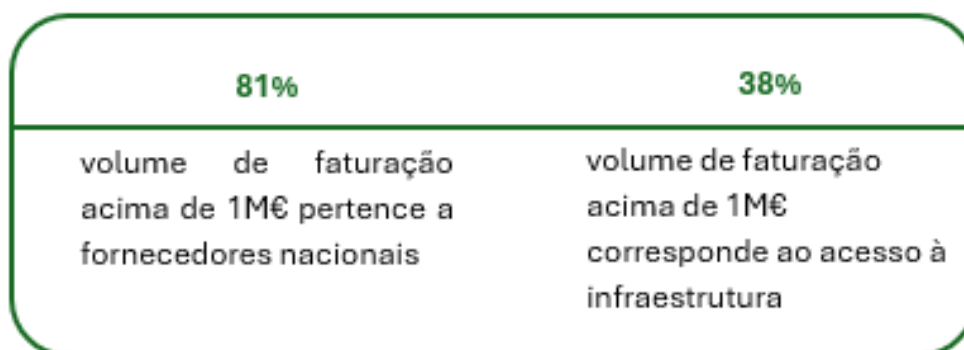 81%
volume de faturação
acima de 1M€ pertence a
fornecedores nacionais
38%
volume de faturação
acima de 1M€
corresponde ao acesso à
infraestrutura